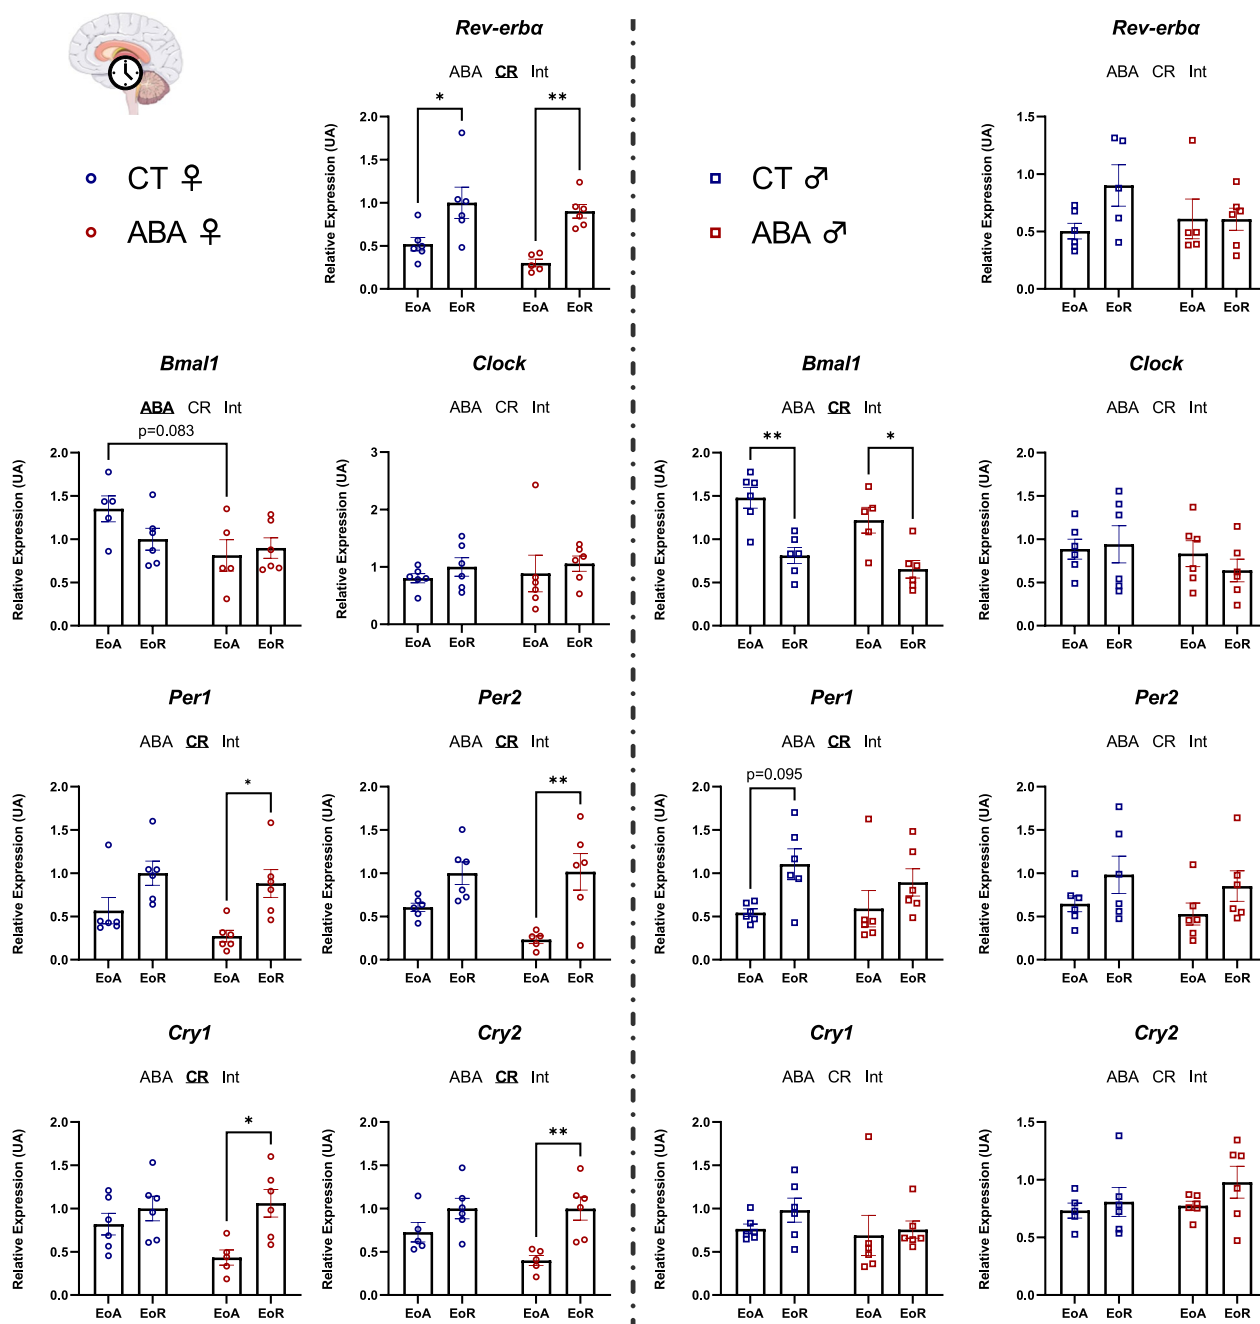 Rev-erbα
ABA CR Int
* **
Relative Expression (UA)
2.0
1.5
1.0
0.5
0.0
EoA EoR EoA EoR
CT ♀
ABA ♀
CT ♂
ABA ♂
Rev-erbα
ABA CR Int
Relative Expression (UA)
1.5
1.0
0.5
0.0
EoA EoR EoA EoR
Bmal1
ABA CR Int
p=0.083
Relative Expression (UA)
2.0
1.5
1.0
0.5
0.0
EoA EoR EoA EoR
Clock
ABA CR Int
Relative Expression (UA)
3
2
1
0
EoA EoR EoA EoR
Bmal1
ABA CR Int
** *
Relative Expression (UA)
2.0
1.5
1.0
0.5
0.0
EoA EoR EoA EoR
Clock
ABA CR Int
Relative Expression (UA)
2.0
1.5
1.0
0.5
0.0
EoA EoR EoA EoR
Per1
ABA CR Int
*
Relative Expression (UA)
2.0
1.5
1.0
0.5
0.0
EoA EoR EoA EoR
Per2
ABA CR Int
**
Relative Expression (UA)
2.0
1.5
1.0
0.5
0.0
EoA EoR EoA EoR
Per1
ABA CR Int
p=0.095
Relative Expression (UA)
2.0
1.5
1.0
0.5
0.0
EoA EoR EoA EoR
Per2
ABA CR Int
Relative Expression (UA)
2.0
1.5
1.0
0.5
0.0
EoA EoR EoA EoR
Cry1
ABA CR Int
*
Relative Expression (UA)
2.0
1.5
1.0
0.5
0.0
EoA EoR EoA EoR
Cry2
ABA CR Int
**
Relative Expression (UA)
2.0
1.5
1.0
0.5
0.0
EoA EoR EoA EoR
Cry1
ABA CR Int
Relative Expression (UA)
2.0
1.5
1.0
0.5
0.0
EoA EoR EoA EoR
Cry2
ABA CR Int
Relative Expression (UA)
1.5
1.0
0.5
0.0
EoA EoR EoA EoR